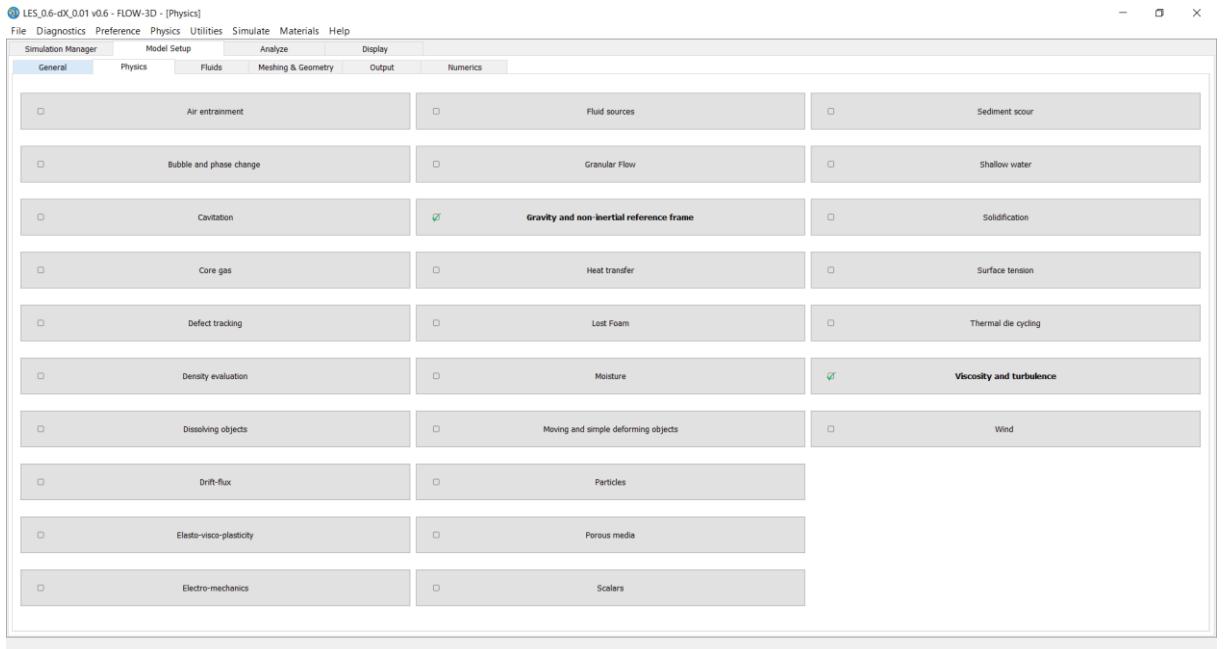 LES_0.6-dX_0.01 v0.6 - FLOW-3D - [Physics]
File Diagnostics Preference Physics Utilities Simulate Materials Help
Simulation Manager Model Setup Analyze Display
General Physics Fluids Meshing & Geometry Output Numerics
Air entrainment Fluid sources Sediment scour
Bubble and phase change Granular Flow Shallow water
Cavitation Gravity and non-inertial reference frame Solidification
Core gas Heat transfer Surface tension
Defect tracking Lost Foam Thermal die cycling
Density evaluation Moisture Viscosity and turbulence
Dissolving objects Moving and simple deforming objects Wind
Drift-flux Particles
Elasto-visco-plasticity Porous media
Electro-mechanics Scalars